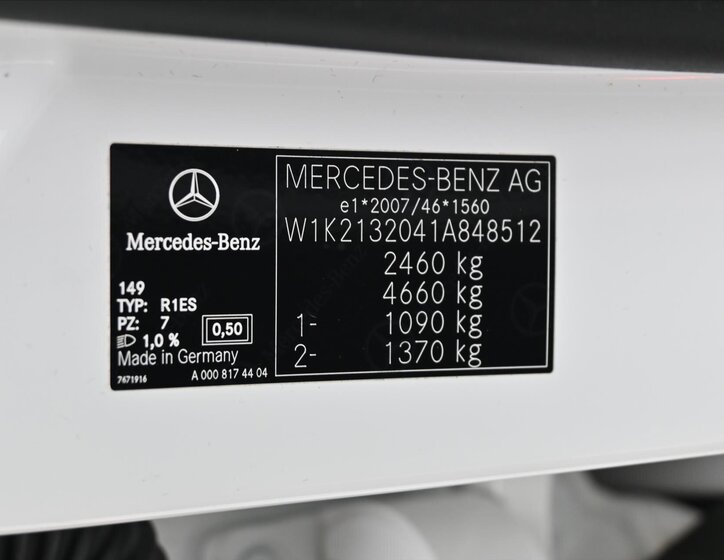 Mercedes-Benz
149
TYP: R1ES
PZ: 7
1,0 %
0,50
Made in Germany
7671916 A 000 817 44 04
MERCEDES-BENZ AG
e1*2007/46*1560
W1K2132041A848512
2460 kg
4660 kg
1- 1090 kg
2- 1370 kg